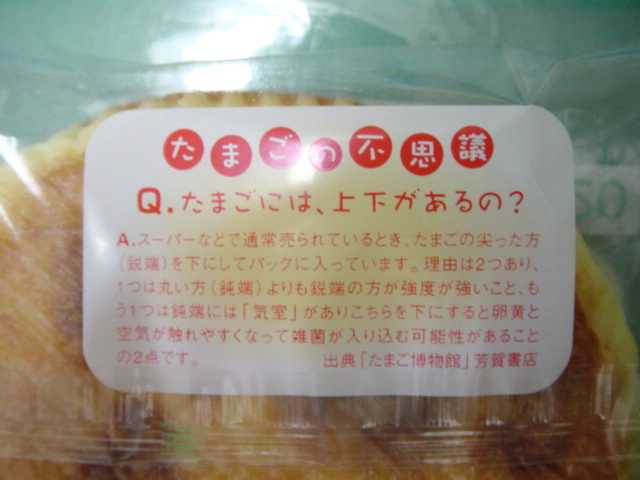 たまごの不思議
Q.たまごには、上下があるの?
A.スーパーなどで通常売られているとき、たまごの尖った方
(鋭端)を下にしてパックに入っています。理由は2つあり、
1つは丸い方(鈍端)よりも鋭端の方が強度が強いこと、も
う1つは鈍端には「気室」がありこちらを下にすると卵黄と
空気が触れやすくなって雑菌が入り込む可能性があること
の2点です。 出典「たまご博物館」芳賀書店